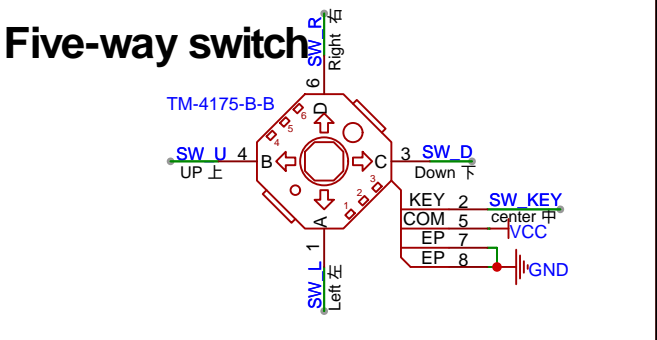 Five-way switch
SW_R
Right 右
6
TM-4175-B-B
D
6
5
4
SW_U 4 B
UP 上
C 3 SW_D
Down 下
3
2
1
A
KEY 2 SW_KEY
center 中
COM 5 VCC
EP 7
EP 8 GND
1
SW_L
Left 左